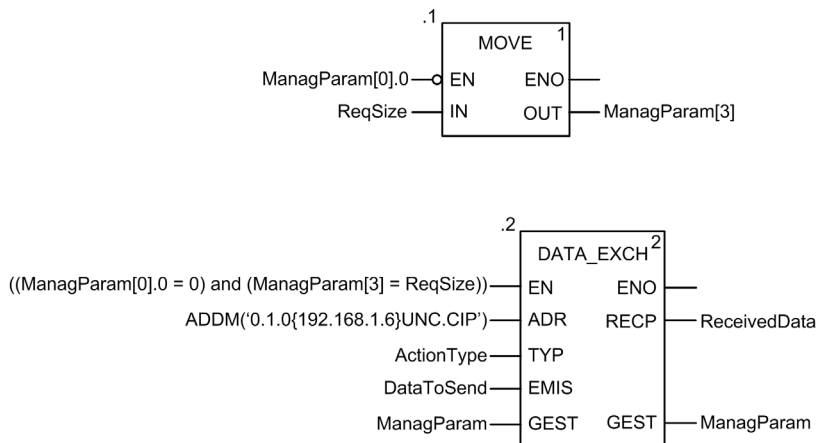 .1
MOVE 1
ManagParam[0].0 EN ENO
ReqSize IN OUT ManagParam[3]
.2
DATA_EXCH 2
((ManagParam[0].0 = 0) and (ManagParam[3] = ReqSize)) EN ENO
ADDM(‘0.1.0{192.168.1.6}UNC.CIP’) ADR RECP ReceivedData
ActionType TYP
DataToSend EMIS
ManagParam GEST GEST ManagParam